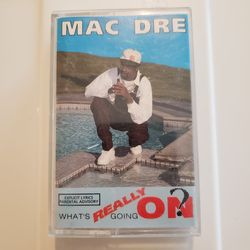 MAC DRE
EXPLICIT LYRICS
PARENTAL ADVISORY
WHAT'S REALLY GOING ON?